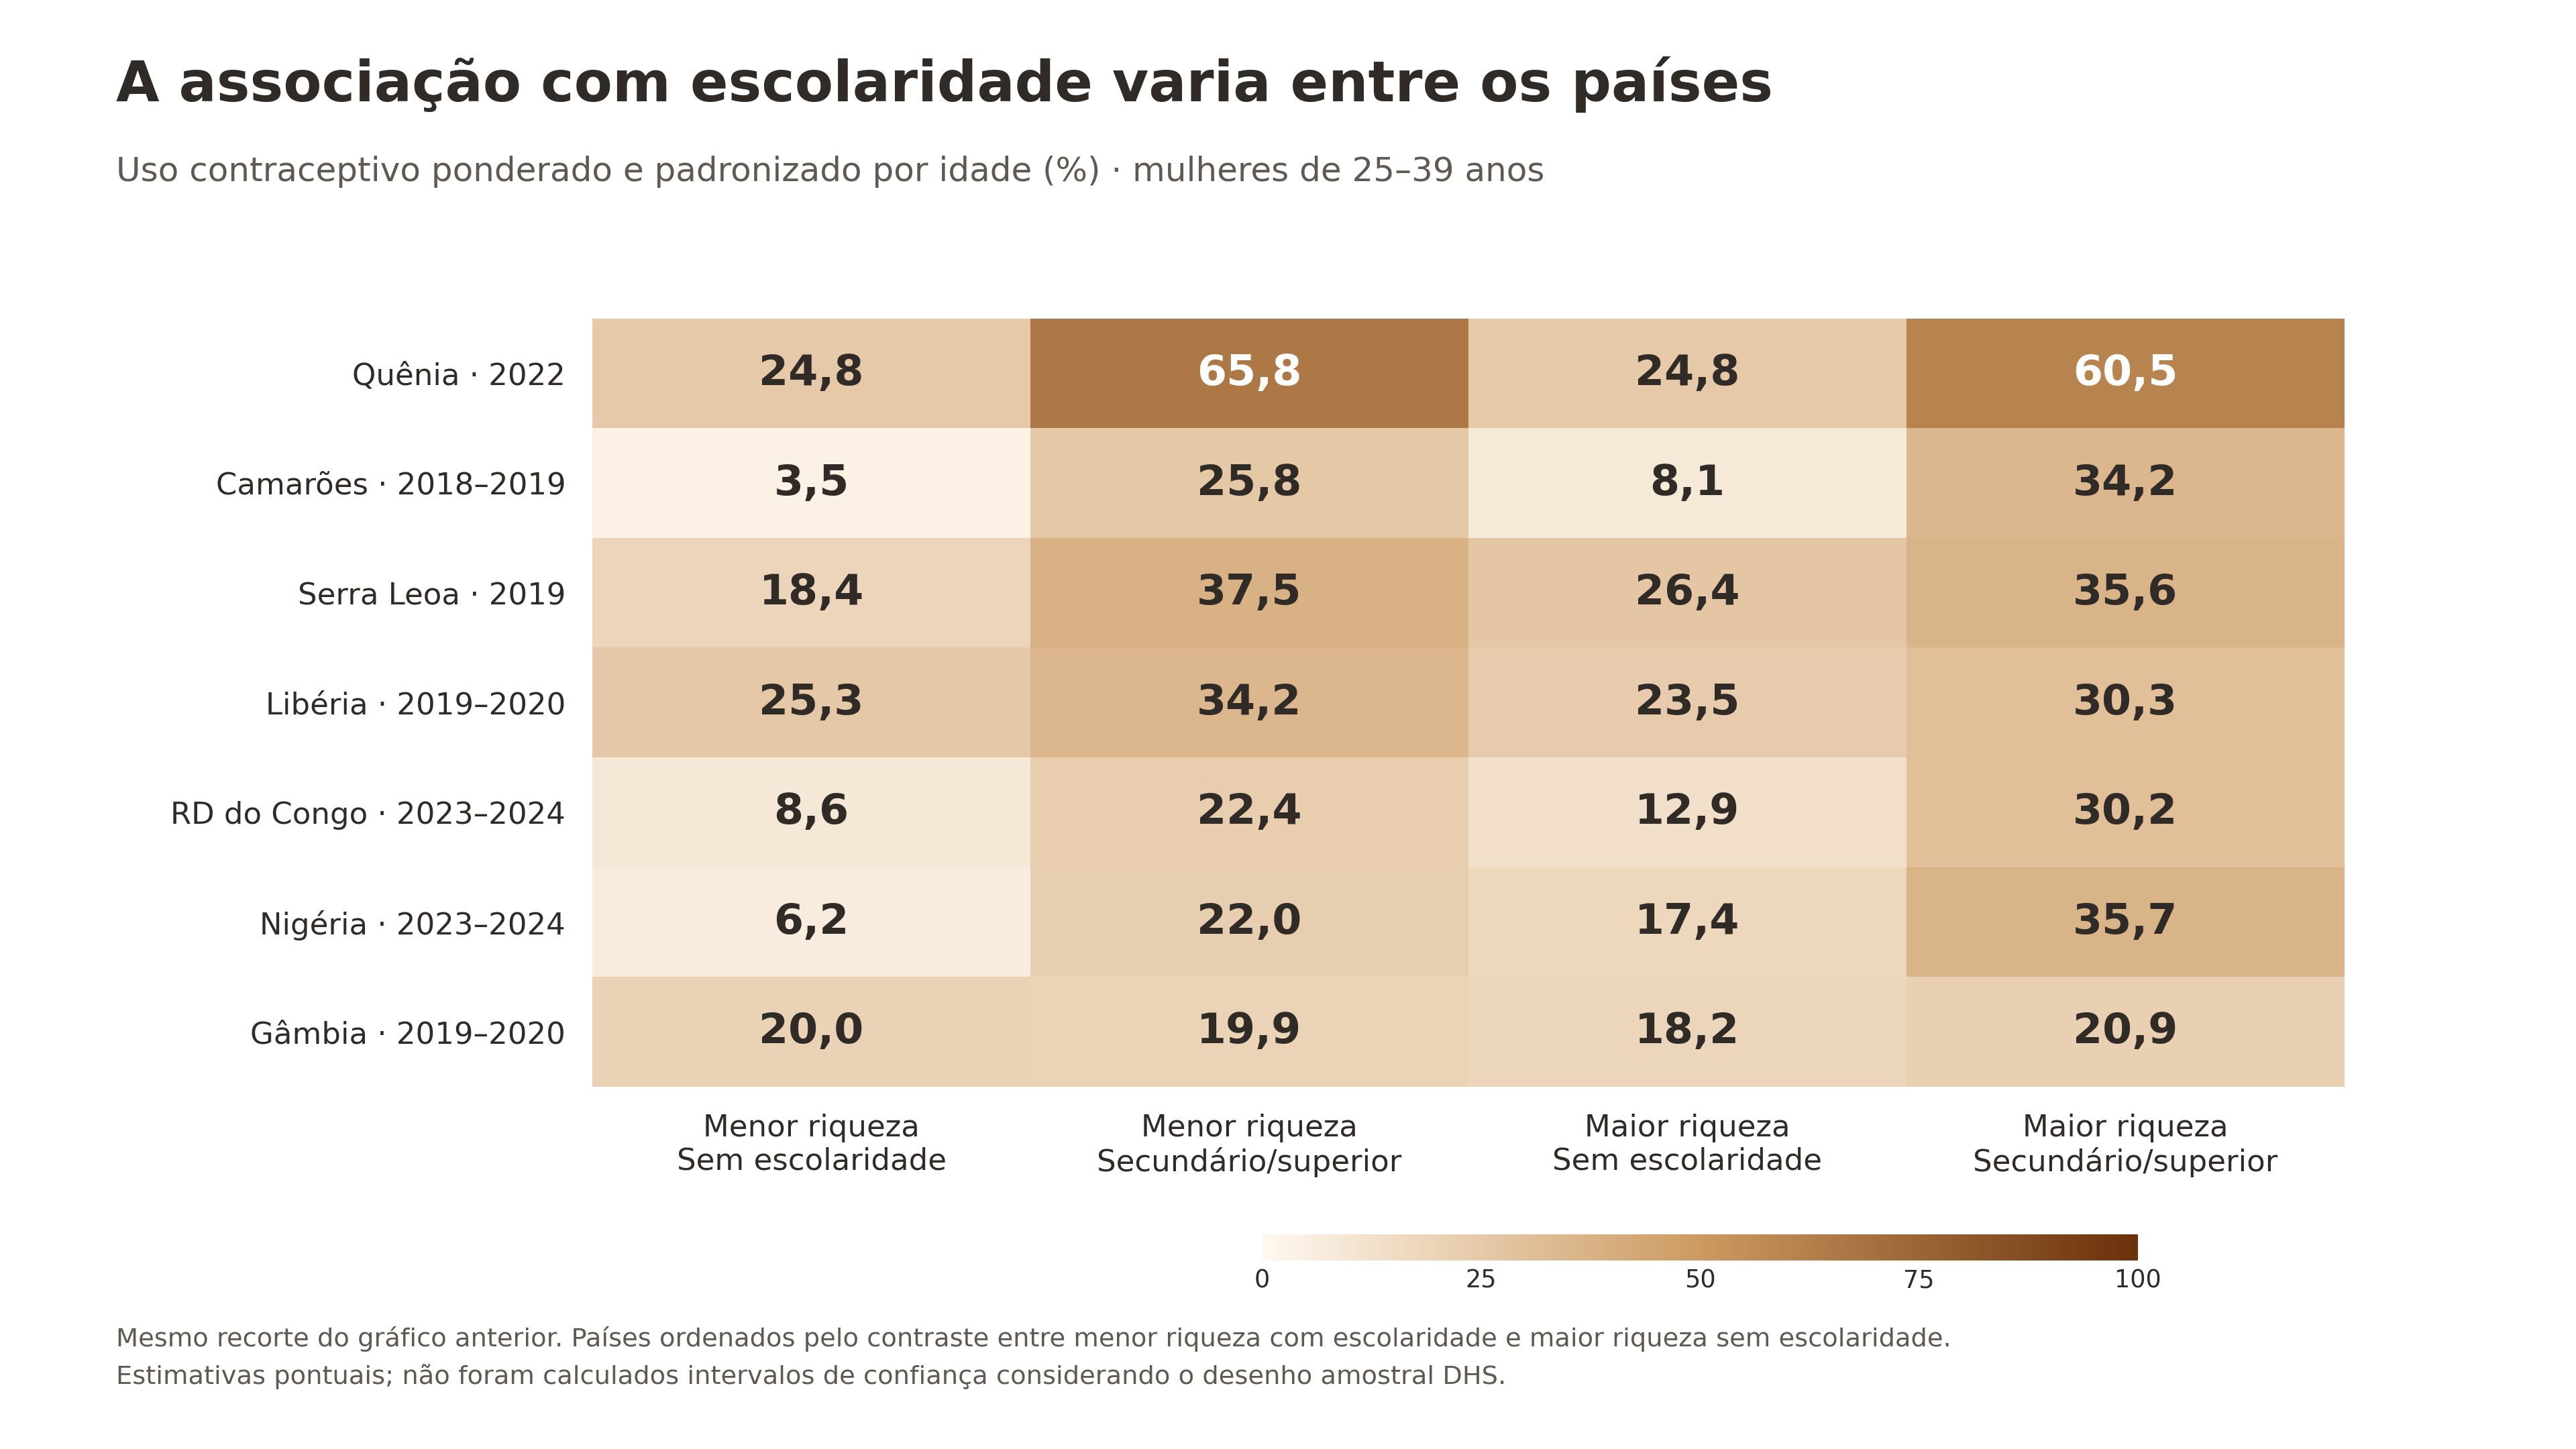 A associação com escolaridade varia entre os países
Uso contraceptivo ponderado e padronizado por idade (%) · mulheres de 25–39 anos
Quênia · 2022 24,8 65,8 24,8 60,5
Camarões · 2018–2019 3,5 25,8 8,1 34,2
Serra Leoa · 2019 18,4 37,5 26,4 35,6
Libéria · 2019–2020 25,3 34,2 23,5 30,3
RD do Congo · 2023–2024 8,6 22,4 12,9 30,2
Nigéria · 2023–2024 6,2 22,0 17,4 35,7
Gâmbia · 2019–2020 20,0 19,9 18,2 20,9
Menor riqueza Menor riqueza Maior riqueza Maior riqueza
Sem escolaridade Secundário/superior Sem escolaridade Secundário/superior
0 25 50 75 100
Mesmo recorte do gráfico anterior. Países ordenados pelo contraste entre menor riqueza com escolaridade e maior riqueza sem escolaridade.
Estimativas pontuais; não foram calculados intervalos de confiança considerando o desenho amostral DHS.